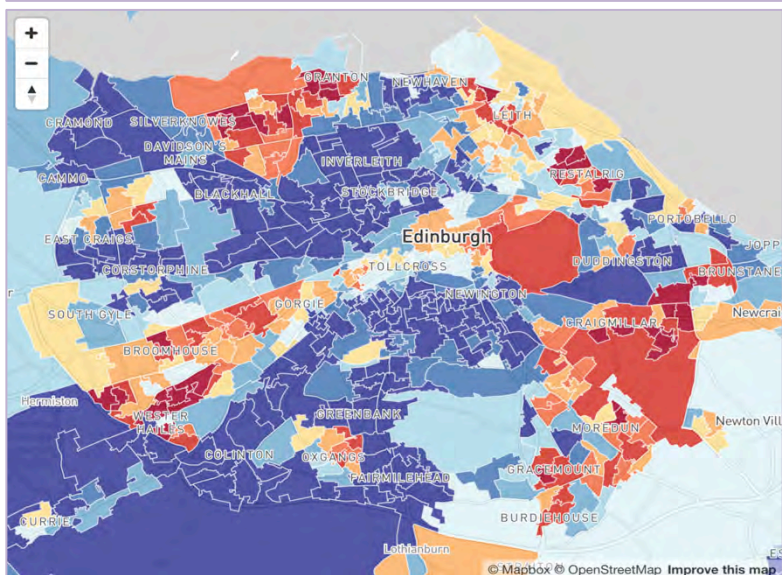 +
−
GRANTON
NEWHAVEN
CRAMOND
SILVERKNOWES
LEITH
DAVIDSON'S
MAINS
INVERLEITH
CAMMO
RESTALRIG
BLACKHALL
STOCKBRIDGE
PORTOBELLO
EAST CRAIGS
Edinburgh
JOPP
CORSTORPHINE
TOLLCROSS
DUDDINGSTON
BRUNSTANE
NEWINGTON
SOUTH GYLE
GORGIE
CRAIGMILLAR
Newcrai
BROOMHOUSE
Hermiston
WESTER
HAILES
GREENBANK
MOREDUN
Newton Vill
COLINTON
OXGANGS
GRACEMOUNT
FAIRMILEHEAD
CURRIE
BURDIEHOUSE
Lothianburn
ES
© Mapbox © OpenStreetMap Improve this map